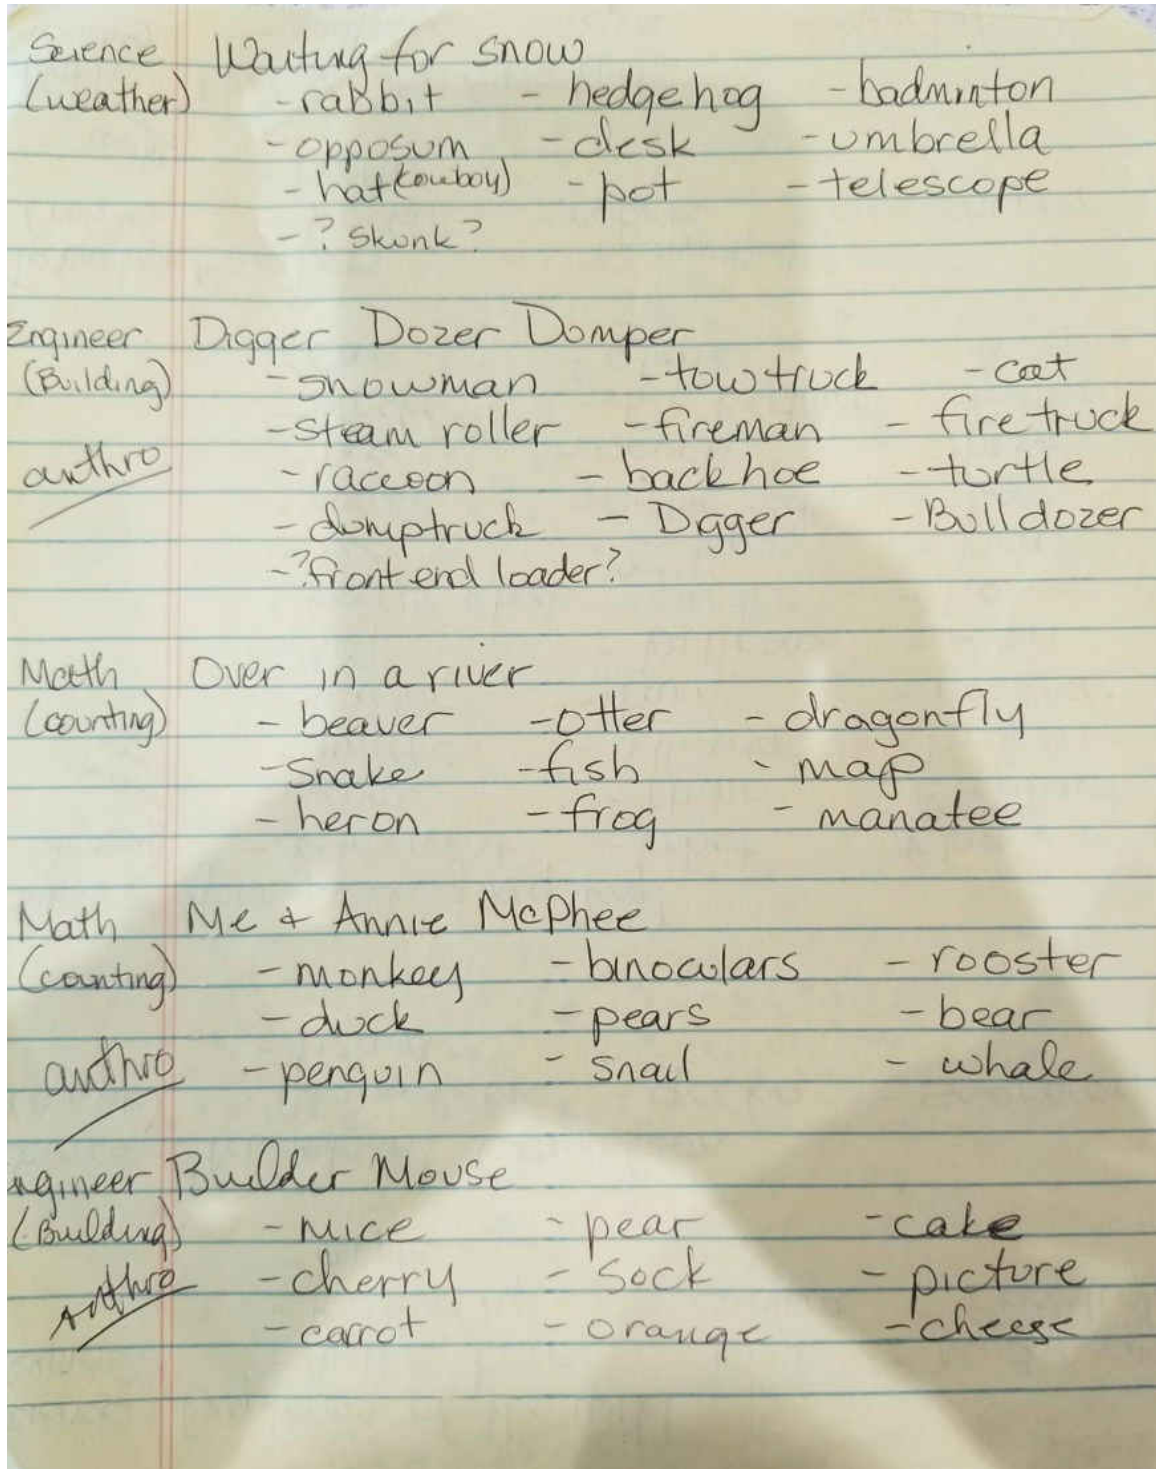 Science Waiting for snow
(weather) - rabbit - hedgehog - badminton
- opposum - desk - umbrella
- hat (cowboy) - pot - telescope
- ? Skunk?
Engineer Digger Dozer Dumper
(Building) - snowman - tow truck - cat
- steam roller - fireman - fire truck
anthro - raccoon - backhoe - turtle
- dumptruck - Digger - Bulldozer
- ?front end loader?
Math Over in a river
(counting) - beaver - otter - dragonfly
- Snake - fish - map
- heron - frog - manatee
Math Me + Annie McPhee
(counting) - monkey - binoculars - rooster
- duck - pears - bear
anthro - penguin - snail - whale
ngineer Builder Mouse
(Building) - mice - pear - cake
Anthro - cherry - sock - picture
- carrot - orange - cheese